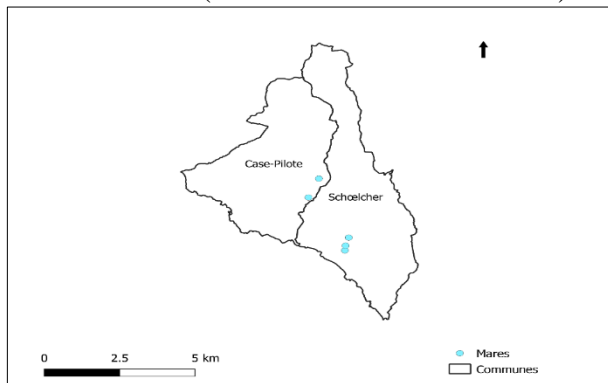 Case-Pilote
Schœlcher
0 2.5 5 km
Mares
Communes